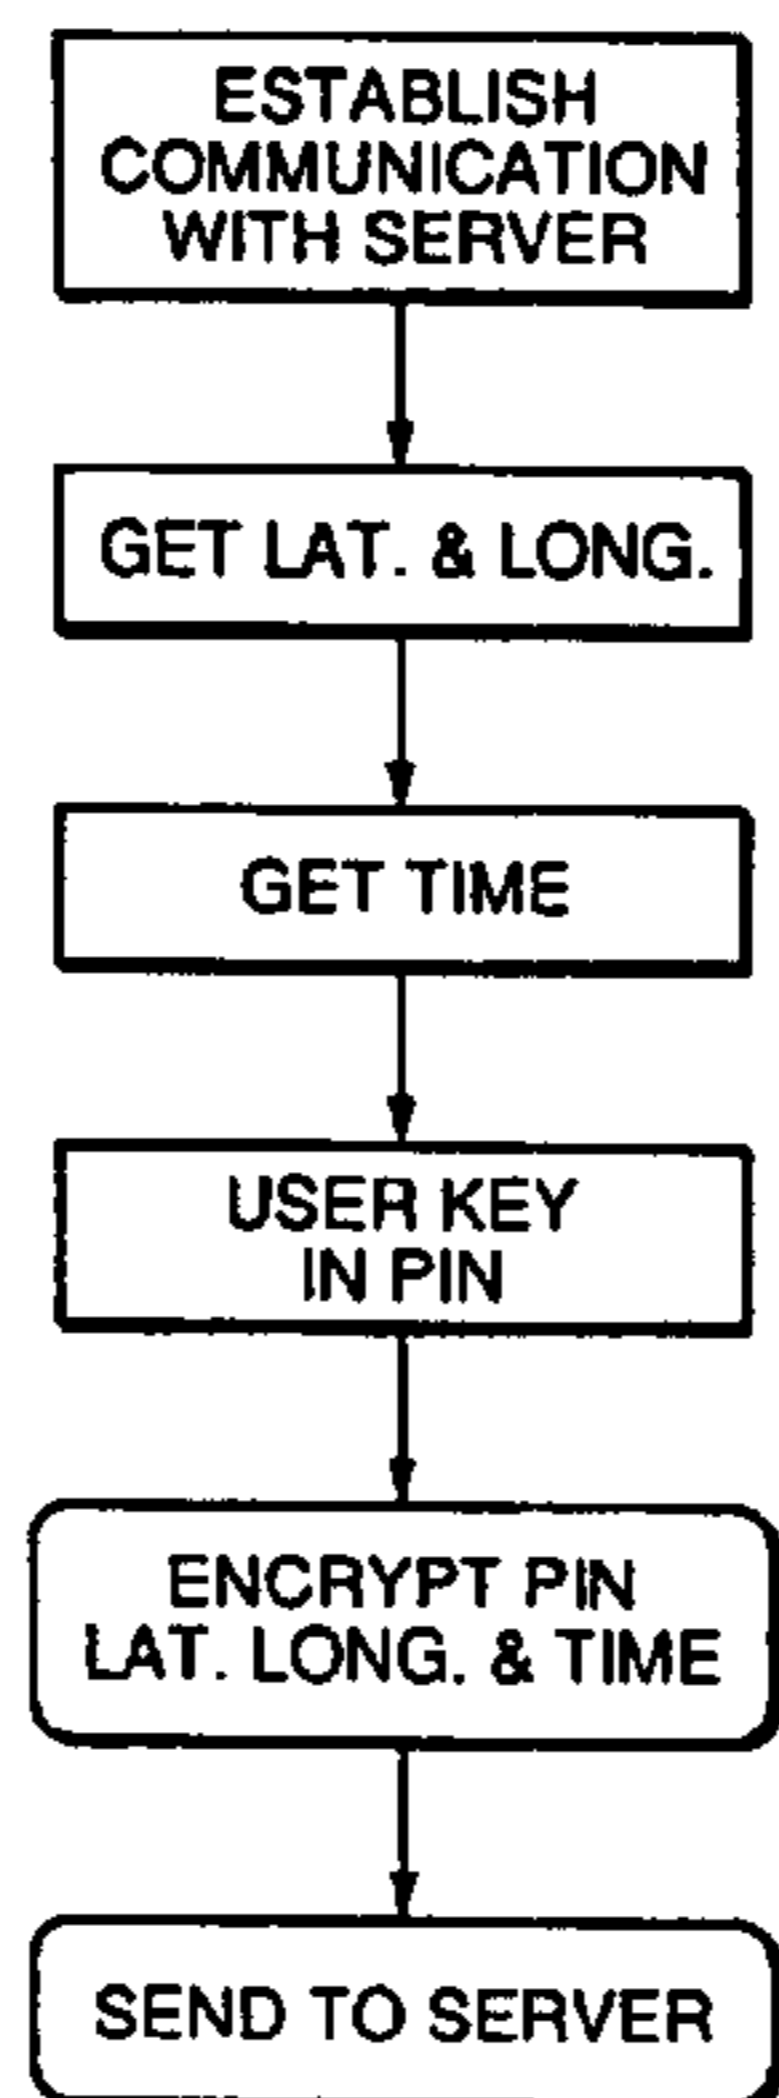 ESTABLISH
COMMUNICATION
WITH SERVER
GET LAT. & LONG.
GET TIME
USER KEY
IN PIN
ENCRYPT PIN
LAT. LONG. & TIME
SEND TO SERVER